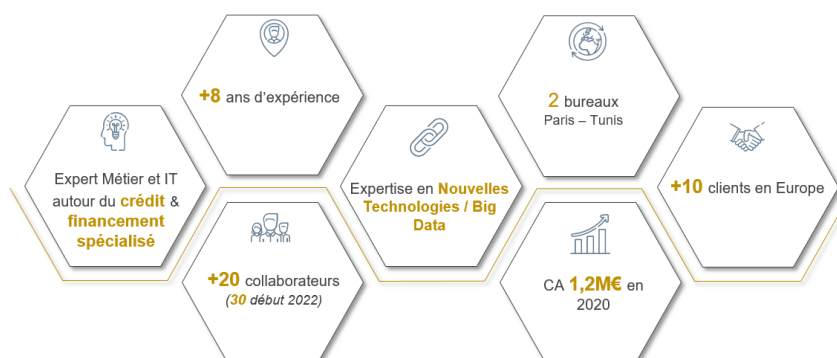 Expert Métier et IT
autour du crédit &
financement
spécialisé
+8 ans d’expérience
+20 collaborateurs
(30 début 2022)
Expertise en Nouvelles
Technologies / Big
Data
2 bureaux
Paris – Tunis
CA 1,2M€ en
2020
+10 clients en Europe